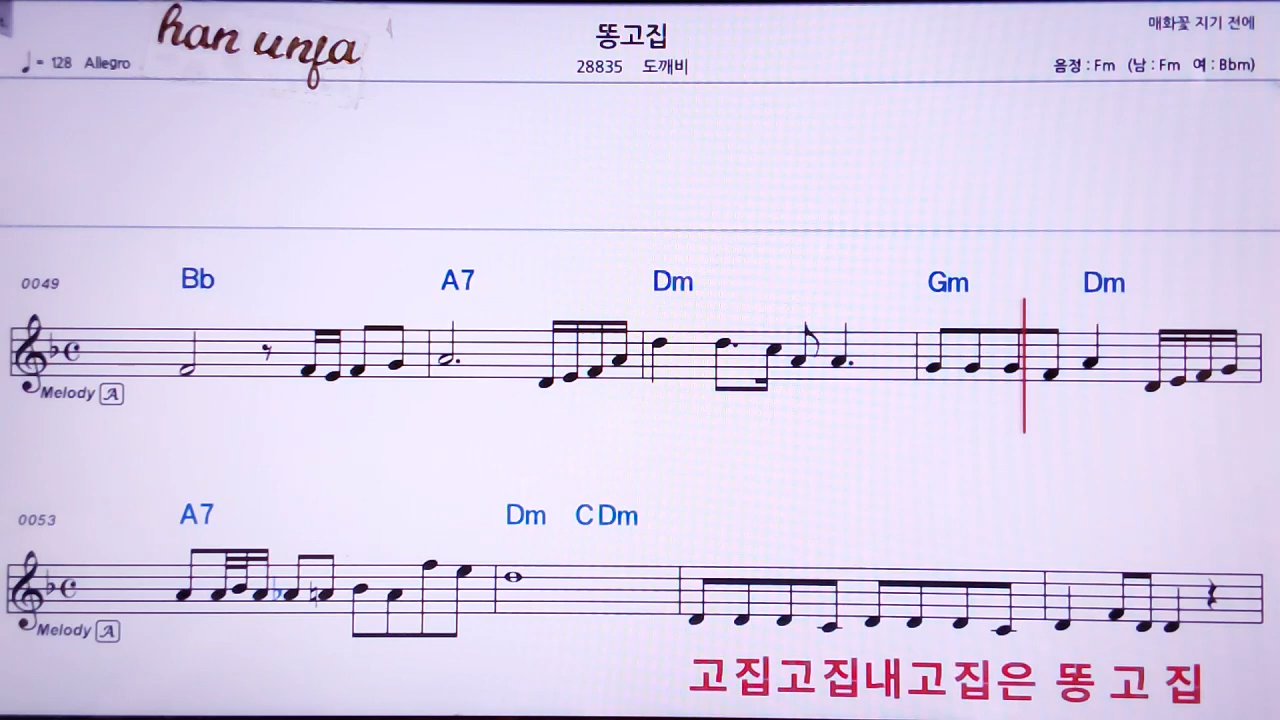 han unfa
똥고집
매화꽃 지기 전에
♩ = 128 Allegro
28835 도깨비
음정 : Fm (남 : Fm 여 : Bbm)
0049
Bb A7 Dm Gm Dm
Melody A
0053
A7 Dm C Dm
Melody A
고집고집내고집은 똥고집